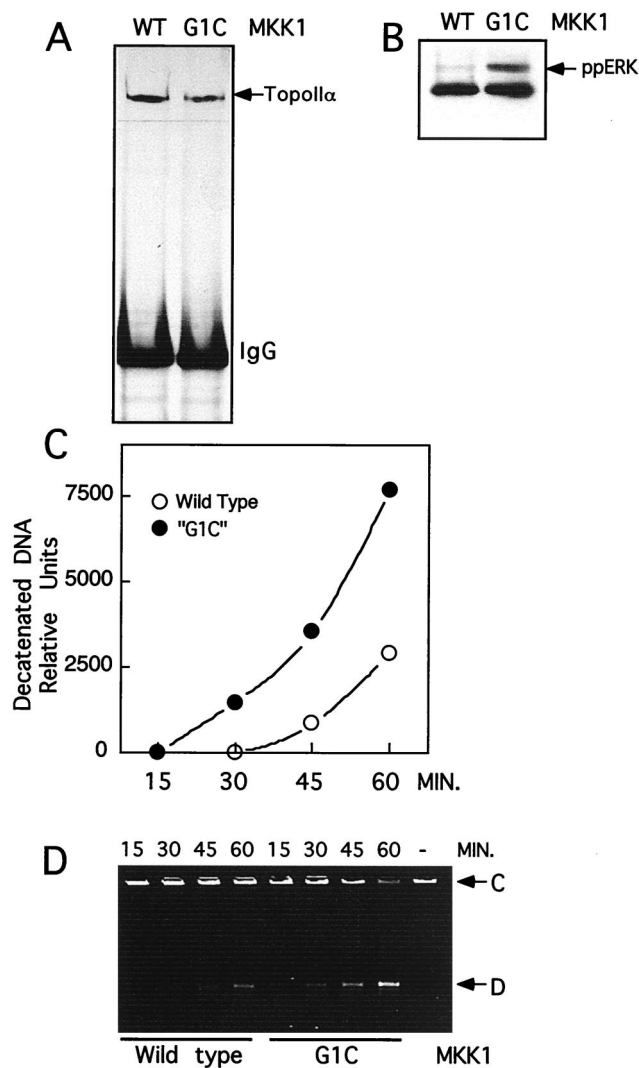 A
WT G1C MKK1
TopoIIα
IgG
B
WT G1C MKK1
ppERK
C
Decatenated DNA
Relative Units
7500
5000
2500
0
Wild Type
"G1C"
15 30 45 60 MIN.
D
15 30 45 60 15 30 45 60 - MIN.
C
D
Wild type G1C MKK1